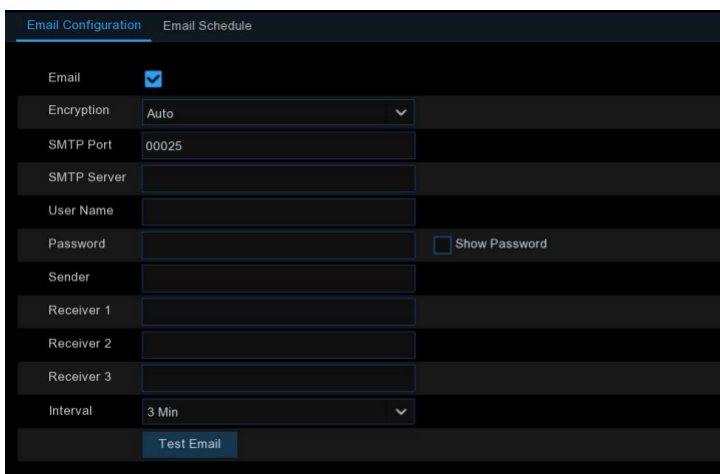 Email Configuration Email Schedule
Email
Encryption Auto
SMTP Port 00025
SMTP Server
User Name
Password Show Password
Sender
Receiver 1
Receiver 2
Receiver 3
Interval 3 Min
Test Email